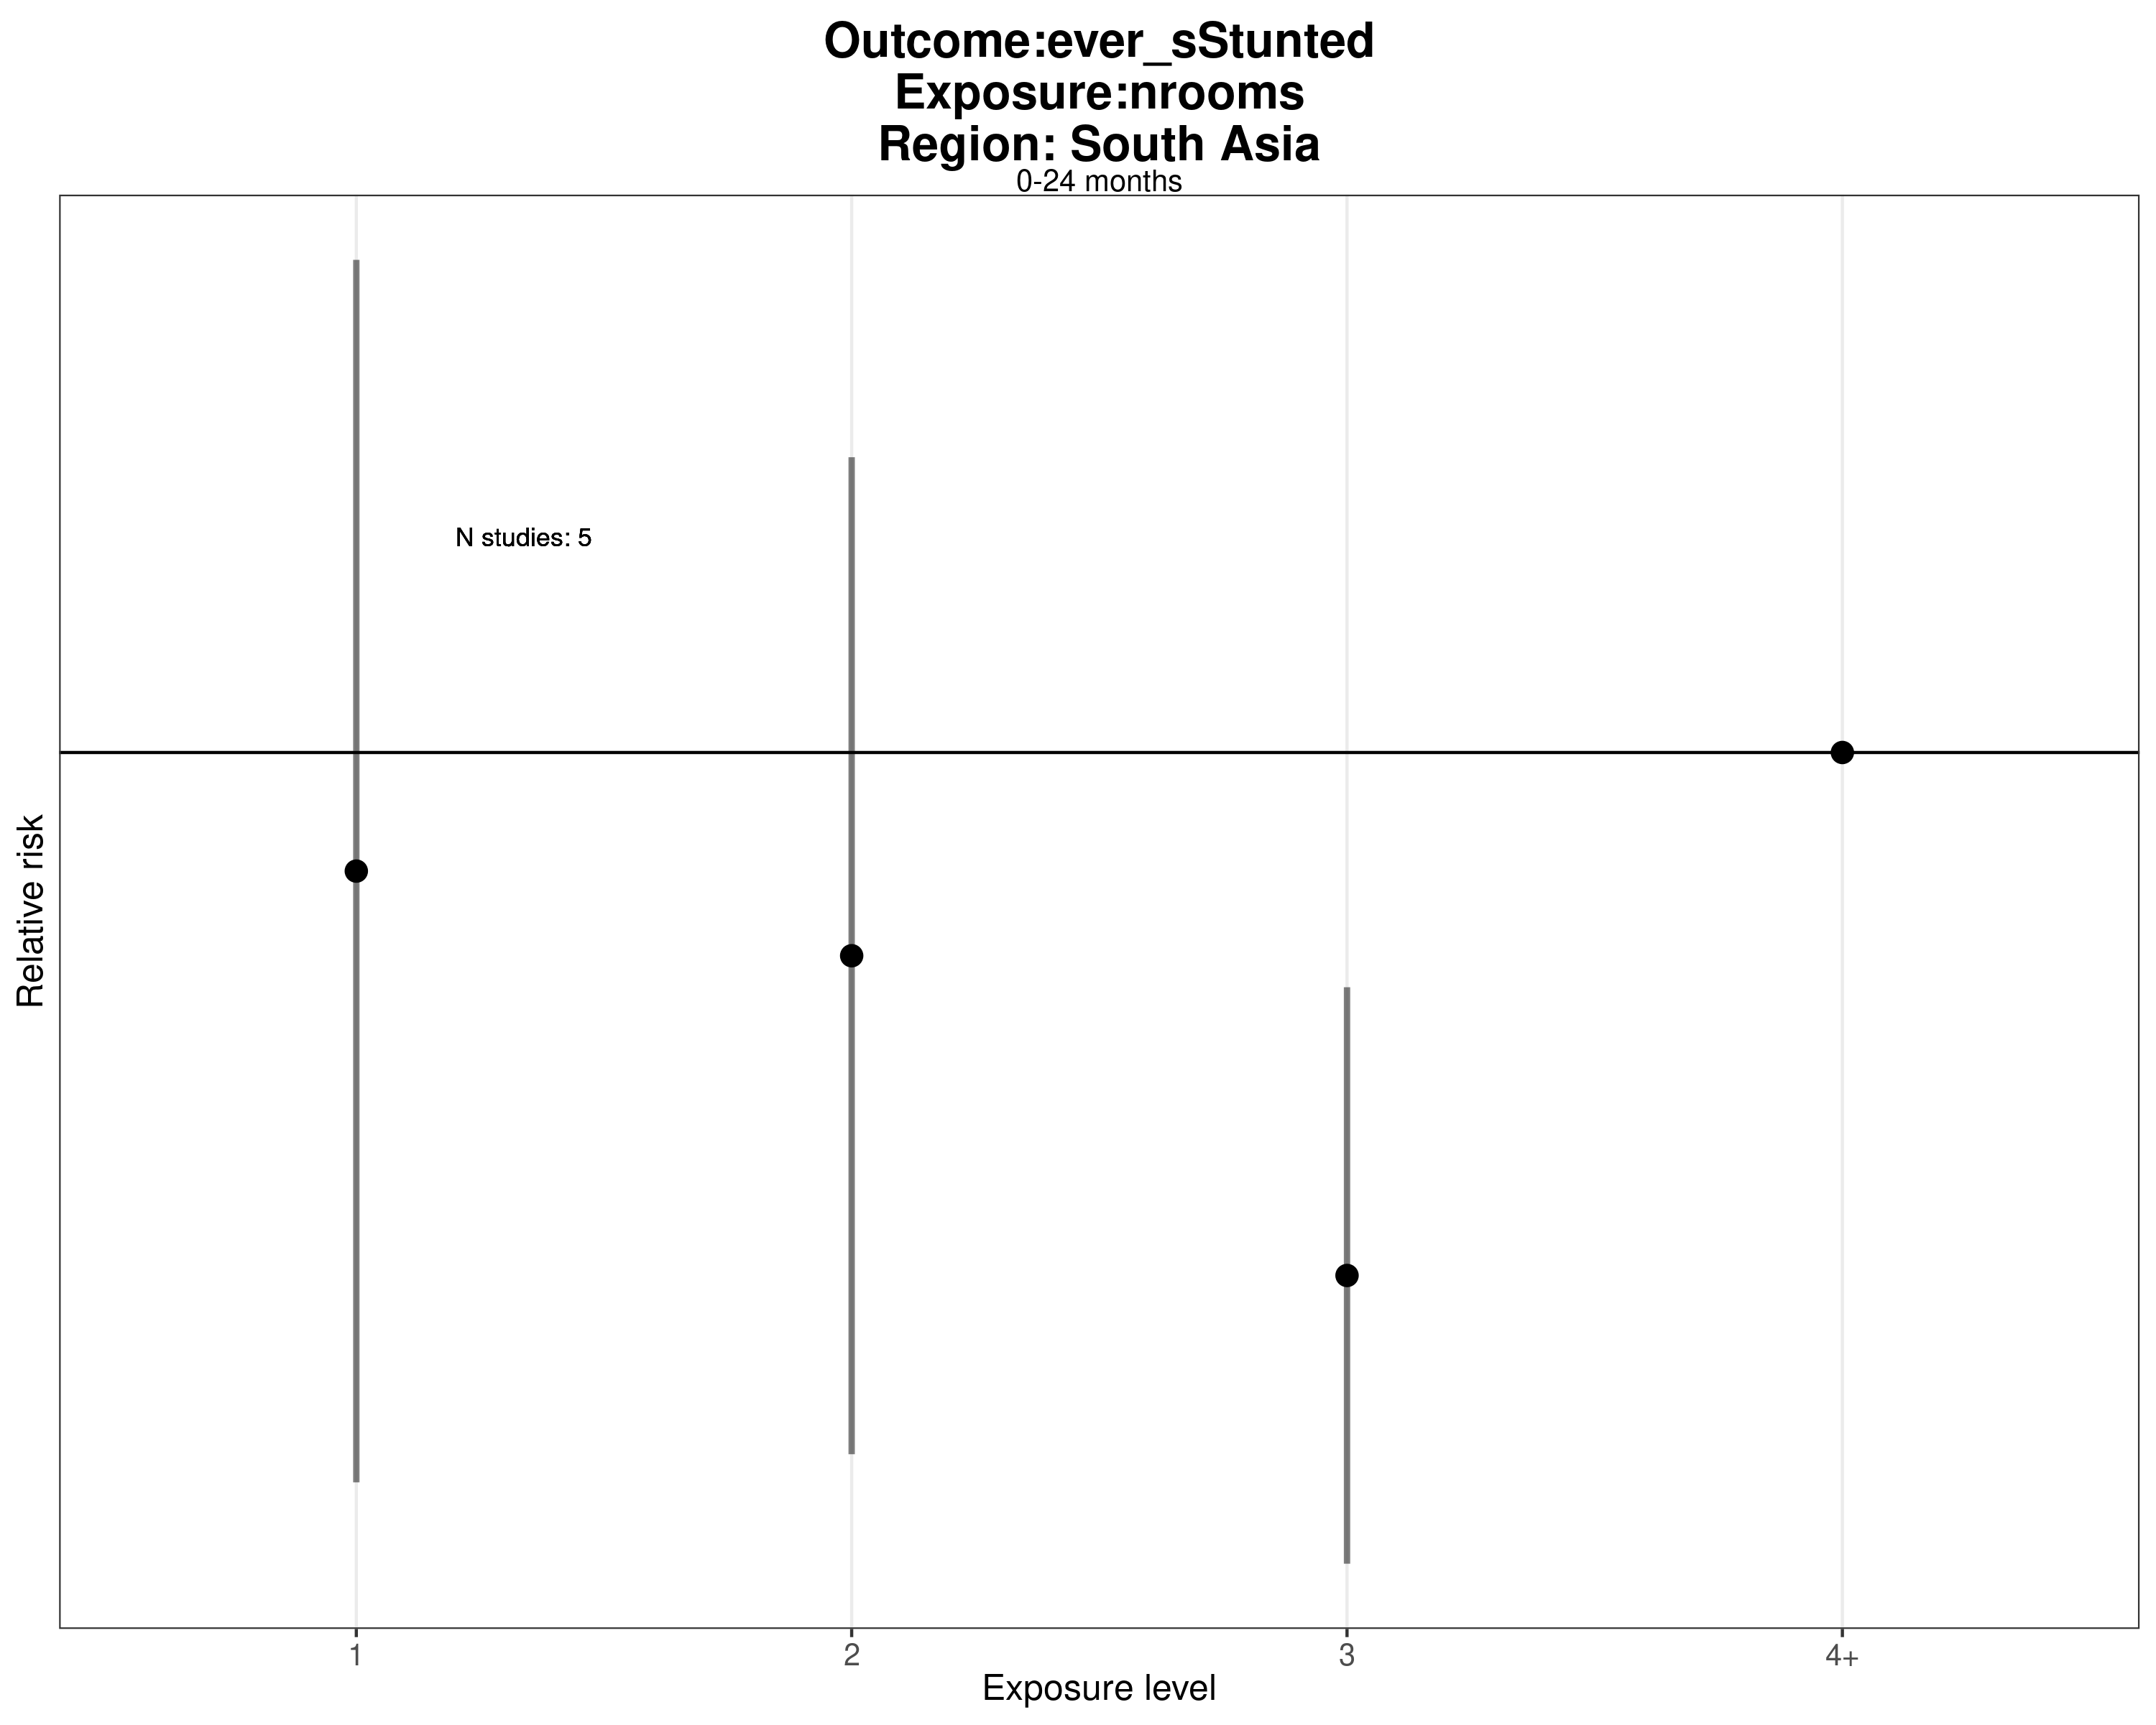 Outcome:ever_sStunted
Exposure:nrooms
Region: South Asia
0-24 months
N studies: 5
Relative risk
1 2 3 4+
Exposure level